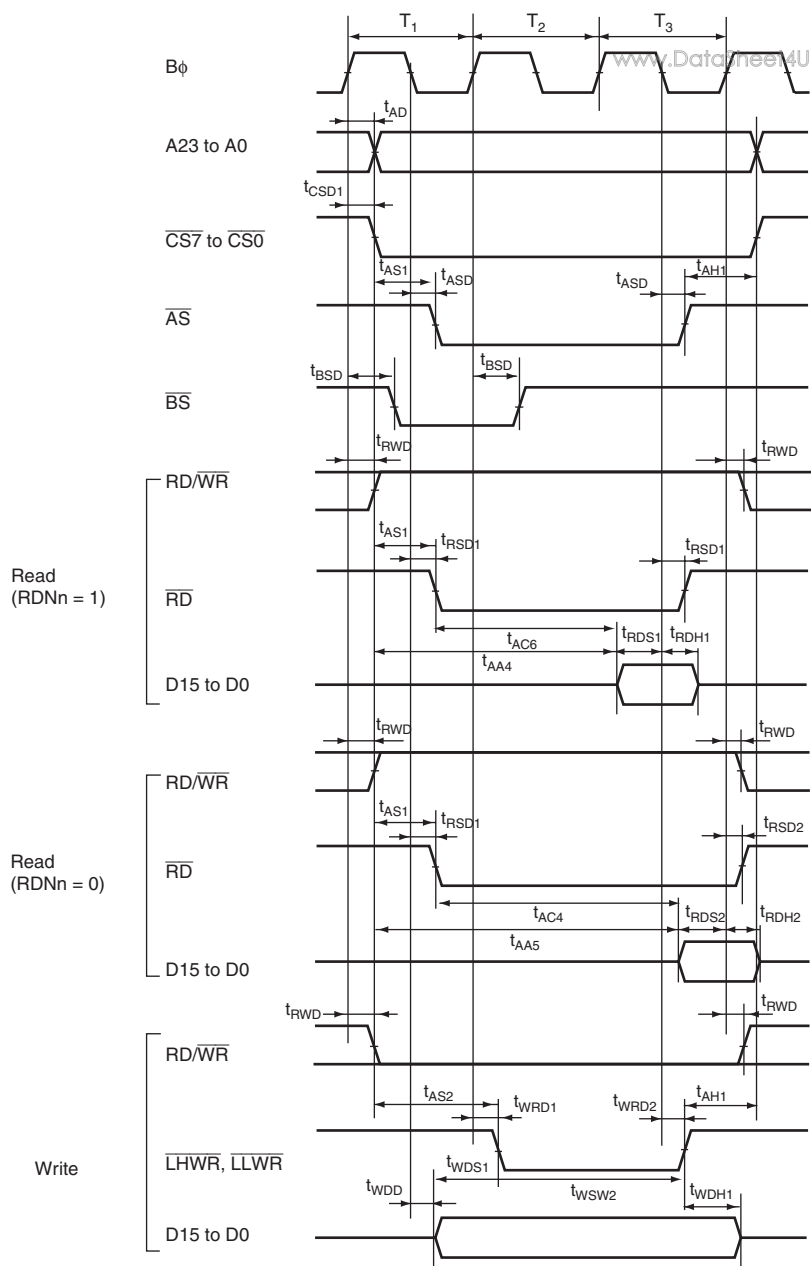 T1 T2 T3
www.DataSheet4U
Bφ
tAD
A23 to A0
tCSD1
CS7 to CS0
tAS1 tASD tASD tAH1
AS
tBSD tBSD
BS
tRWD tRWD
RD/WR
tAS1 tRSD1 tRSD1
Read
(RDNn = 1)
RD
tAC6 tRDS1 tRDH1
tAA4
D15 to D0
tRWD tRWD
RD/WR
tAS1 tRSD1 tRSD2
Read
(RDNn = 0)
RD
tAC4 tRDS2 tRDH2
tAA5
D15 to D0
tRWD tRWD
RD/WR
tAS2 tWRD1 tWRD2 tAH1
Write
LHWR, LLWR
tWDD tWDS1 tWSW2 tWDH1
D15 to D0